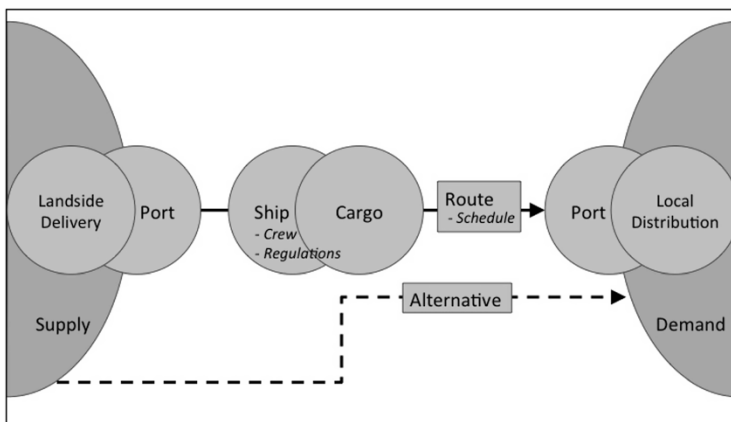 Landside
Delivery
Port
Ship
- Crew
- Regulations
Cargo
Route
- Schedule
Port
Local
Distribution
Alternative
Supply
Demand